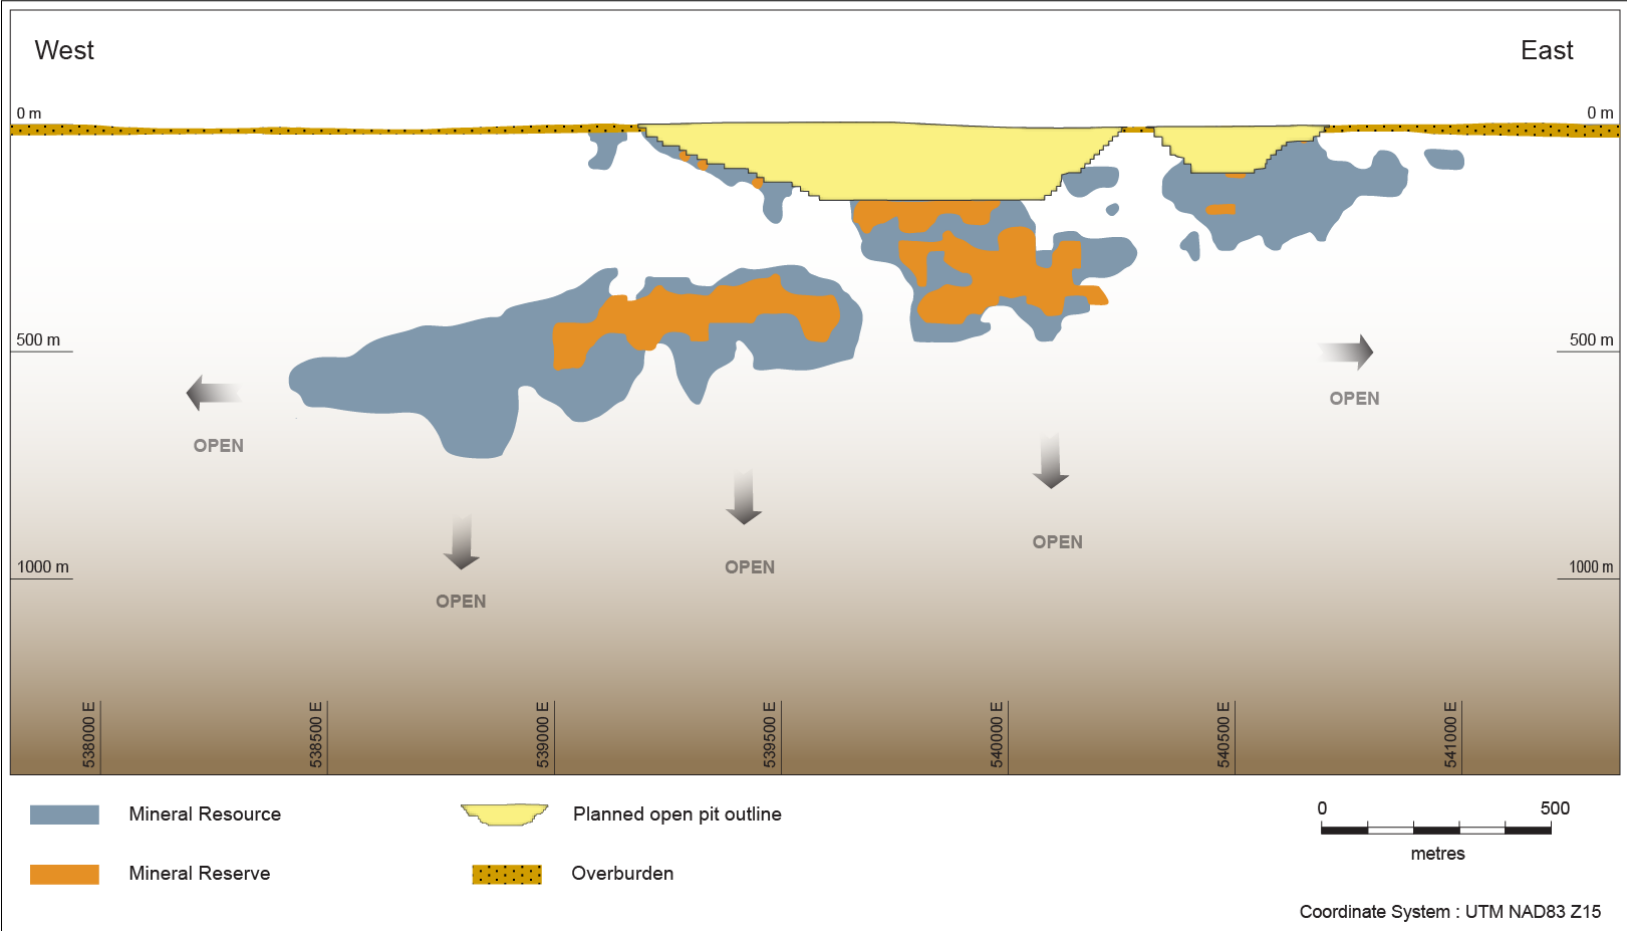 West
East
0 m
0 m
500 m
500 m
OPEN
OPEN
OPEN
OPEN
1000 m
1000 m
OPEN
538000 E
538500 E
539000 E
539500 E
540000 E
540500 E
541000 E
Mineral Resource
Planned open pit outline
0
500
metres
Mineral Reserve
Overburden
Coordinate System : UTM NAD83 Z15